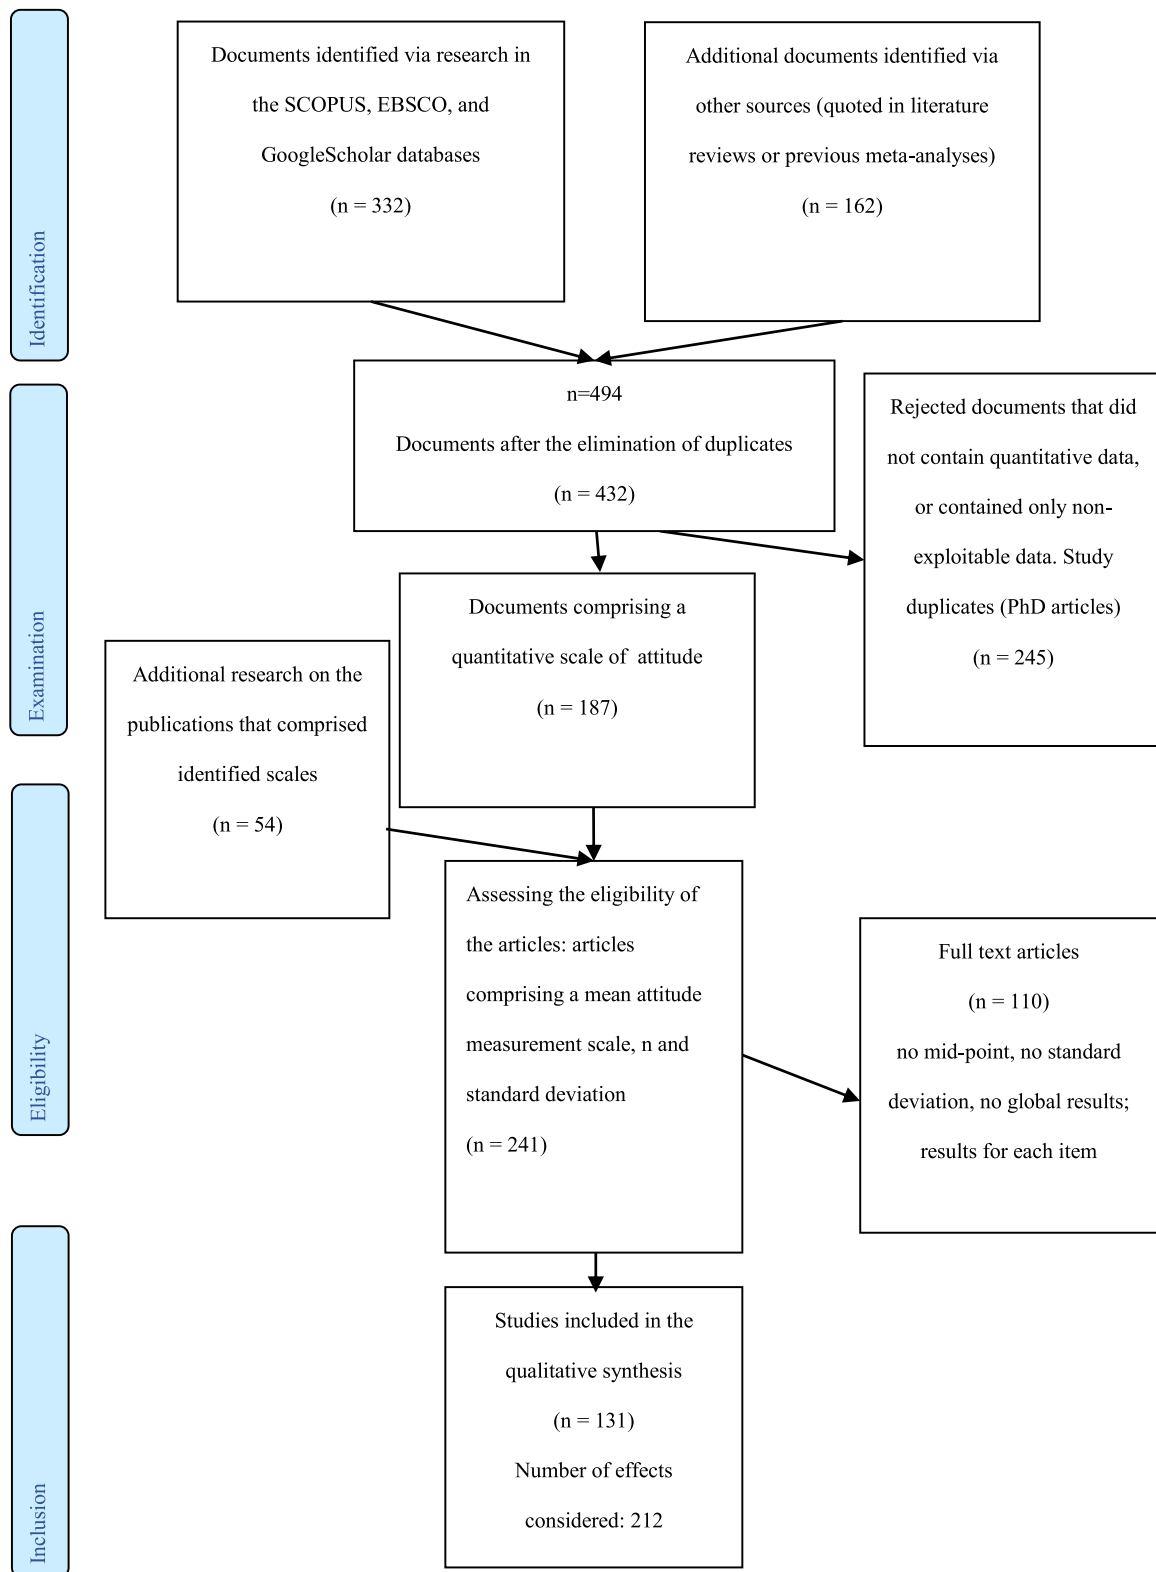 Identification
Documents identified via research in
the SCOPUS, EBSCO, and
GoogleScholar databases
(n = 332)
Additional documents identified via
other sources (quoted in literature
reviews or previous meta-analyses)
(n = 162)
Examination
n=494
Documents after the elimination of duplicates
(n = 432)
Rejected documents that did
not contain quantitative data,
or contained only non-
exploitable data. Study
duplicates (PhD articles)
(n = 245)
Documents comprising a
quantitative scale of attitude
(n = 187)
Additional research on the
publications that comprised
identified scales
(n = 54)
Eligibility
Assessing the eligibility of
the articles: articles
comprising a mean attitude
measurement scale, n and
standard deviation
(n = 241)
Full text articles
(n = 110)
no mid-point, no standard
deviation, no global results;
results for each item
Inclusion
Studies included in the
qualitative synthesis
(n = 131)
Number of effects
considered: 212